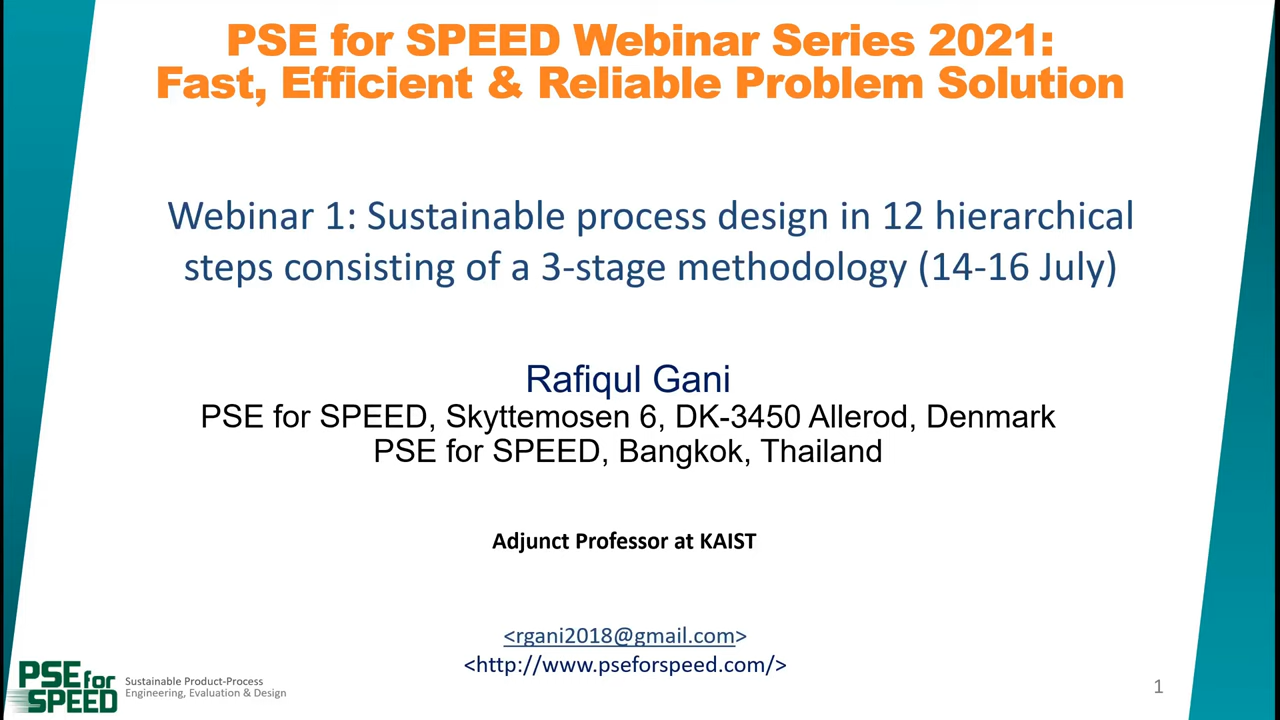 PSE for SPEED Webinar Series 2021:
Fast, Efficient & Reliable Problem Solution
Webinar 1: Sustainable process design in 12 hierarchical
steps consisting of a 3-stage methodology (14-16 July)
Rafiqul Gani
PSE for SPEED, Skyttemosen 6, DK-3450 Allerod, Denmark
PSE for SPEED, Bangkok, Thailand
Adjunct Professor at KAIST
<rgani2018@gmail.com>
<http://www.pseforspeed.com/>
PSE for
SPEED
Sustainable Product-Process
Engineering, Evaluation & Design
1